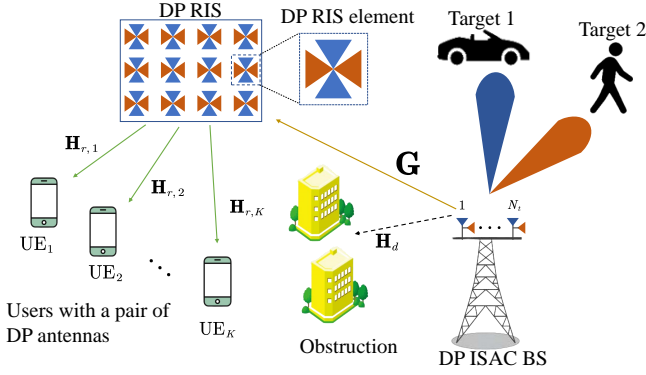 DP RIS
DP RIS element
Target 1
Target 2
H_{r,1}
H_{r,2}
H_{r,K}
G
1
N_t
H_d
UE_1
UE_2
UE_K
Users with a pair of
DP antennas
Obstruction
DP ISAC BS